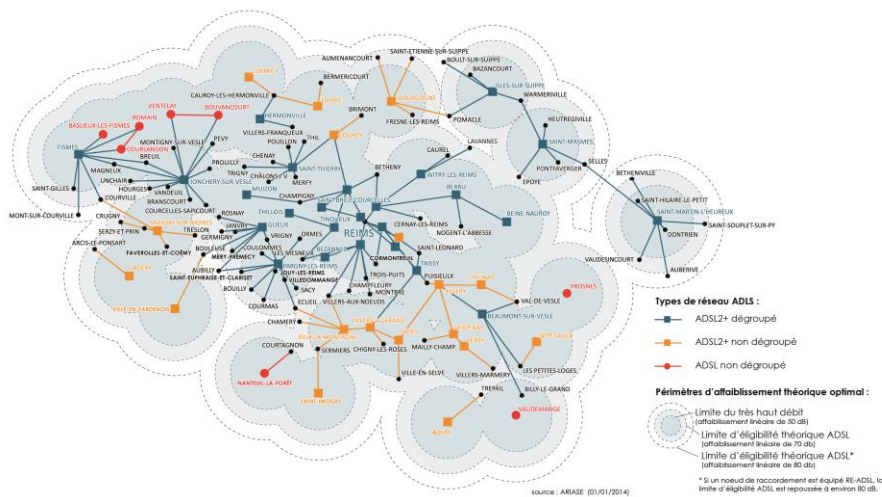 AUMENANCOURT
SAINT-ETIENNE-SUR-SUIPPE
BOULT-SUR-SUIPPE
BAZANCOURT
CORMICY
BERMERICOURT
ISLES-SUR-SUIPPE
CAUROY-LES-HERMONVILLE
LOIVRE
BOURGOGNE
WARMERIVILLE
VENTELAY
BOUVANCOURT
HERMONVILLE
BRIMONT
FRESNE-LES-REIMS
POMACLE
HEUTREGIVILLE
ROMAIN
BASLIEUX-LES-FISMES
VILLERS-FRANQUEUX
THIL
COURCY
LAVANNES
SAINT-MASMES
COURLANDON
MONTIGNY-SUR-VESLE
PEVY
POUILLON
CAUREL
FISMES
BREUIL
PROUILLY
CHENAY
SAINT-THIERRY
BETHENY
SELLES
MAGNEUX
TRIGNY
PONTFAVERGER
UNCHAIR
JONCHERY-SUR-VESLE
CHÂLONS/ V.
MERFY
WITRY-LES-REIMS
EPOYE
BETHENIVILLE
SAINT-GILLES
HOURGES
VANDEUIL
MUIZON
CHAMPIGNY
SAINT BRICE COURCELLES
BERRU
COURVILLE
BRANSCOURT
SAINT-HILAIRE-LE-PETIT
MONT-SUR-COURVILLE
COURCELLES-SAPICOURT
THILLOIS
TINQUEUX
BEINE NAUROY
SAINT-MARTIN-L'HEUREUX
CRUGNY
SAVIGNY-SUR-ARDRES
ROSNAY
CERNAY-LES-REIMS
NOGENT-L'ABBESSE
SAINT-SOUPLET-SUR-PY
SERZY-ET-PRIN
TRESLON
JANVRY
GUEUX
ORMES
REIMS
DONTRIEN
ARCIS-LE-PONSART
GERMIGNY
VRIGNY
SAINT-LEONARD
FAVEROLLES-ET-COËMY
BOULEUSE
COULOMMES
LES MESNEUX
BEZANNES
CORMONTREUIL
VAUDESINCOURT
MERY-PREMECY
TAISSY
LAGERY
AUBILLY
PARGNY-LES-REIMS
TROIS-PUITS
PUISIEULX
AUBERIVE
SAINT-EUPHRAISE-ET-CLARISET
JOUY-LES-REIMS
VILLEDOMMANGE
CHAMPFLEURY
SILLERY
PRUNAY
PROSNES
BOUILLY
SACY
MONTBRE
VILLE-EN-TARDENOIS
COURMAS
ECUEIL
VILLERS-AUX-NOEUDS
VAL DE VESLE
CHAMERY
VILLERS-ALLERAND
BEAUMONT-SUR-VESLE
RILLY-LA-MONTAGNE
LUDES
VERZENAY
VERZY
SEPT-SAULX
COURTAGNON
SERMIERS
CHIGNY-LES-ROSES
MAILLY-CHAMP.
NANTEUIL-LA-FORÊT
VILLE-EN-SELVE
VILLERS-MARMERY
LES PETITES-LOGES
SAINT-IMOGES
TREPAIL
BILLY-LE-GRAND
BOUZY
VAUDEMANGE
Types de réseau ADLS :
ADSL2+ dégroupé
ADSL2+ non dégroupé
ADSL non dégroupé
Périmètres d'affaiblissement théorique optimal :
Limite du très haut débit
(affaiblissement linéaire de 50 dB)
Limite d'éligibilité théorique ADSL
(affaiblissement linéaire de 70 db)
Limite d'éligibilité théorique ADSL*
(affaiblissement linéaire de 80 db)
* Si un noeud de raccordement est équipé RE-ADSL, la
limite d'éligibilité ADSL est repoussée à environ 80 dB.
source : ARIASE (01/01/2014)